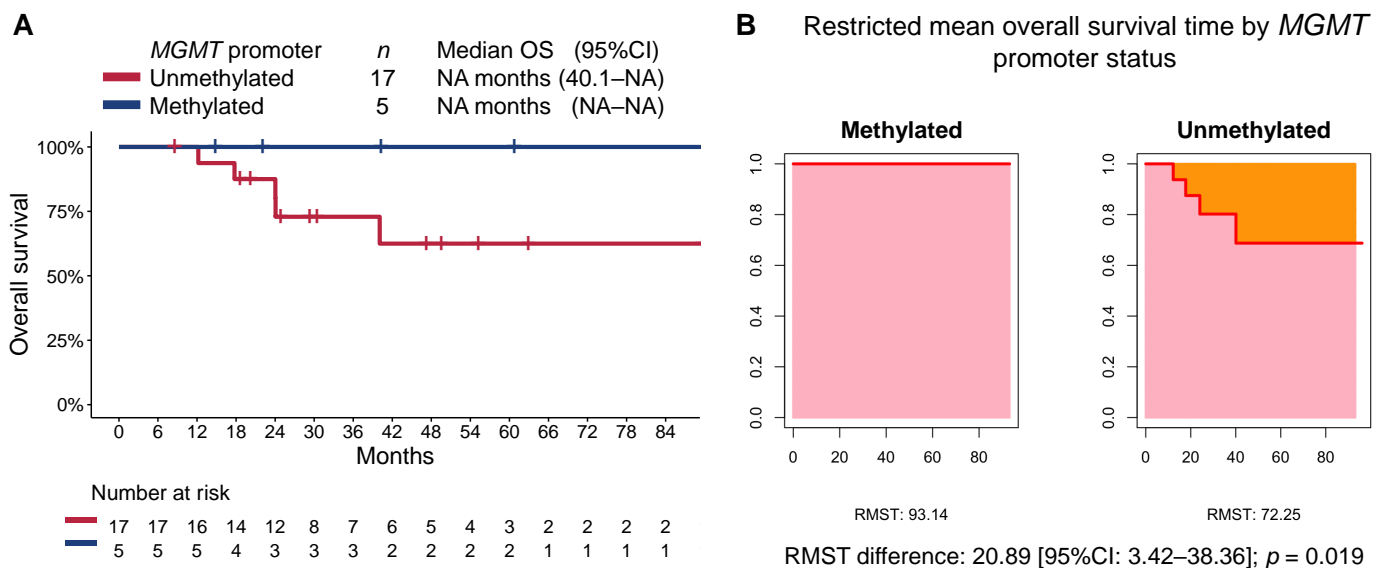 A
MGMT promoter n Median OS (95%CI)
Unmethylated 17 NA months (40.1–NA)
Methylated 5 NA months (NA–NA)
Overall survival
100%
75%
50%
25%
0%
0 6 12 18 24 30 36 42 48 54 60 66 72 78 84
Months
Number at risk
17 17 16 14 12 8 7 6 5 4 3 2 2 2 2
5 5 5 4 3 3 3 2 2 2 2 1 1 1 1
B
Restricted mean overall survival time by MGMT
promoter status
Methylated
1.0
0.8
0.6
0.4
0.2
0.0
0 20 40 60 80
RMST: 93.14
Unmethylated
1.0
0.8
0.6
0.4
0.2
0.0
0 20 40 60 80
RMST: 72.25
RMST difference: 20.89 [95%CI: 3.42–38.36]; p = 0.019